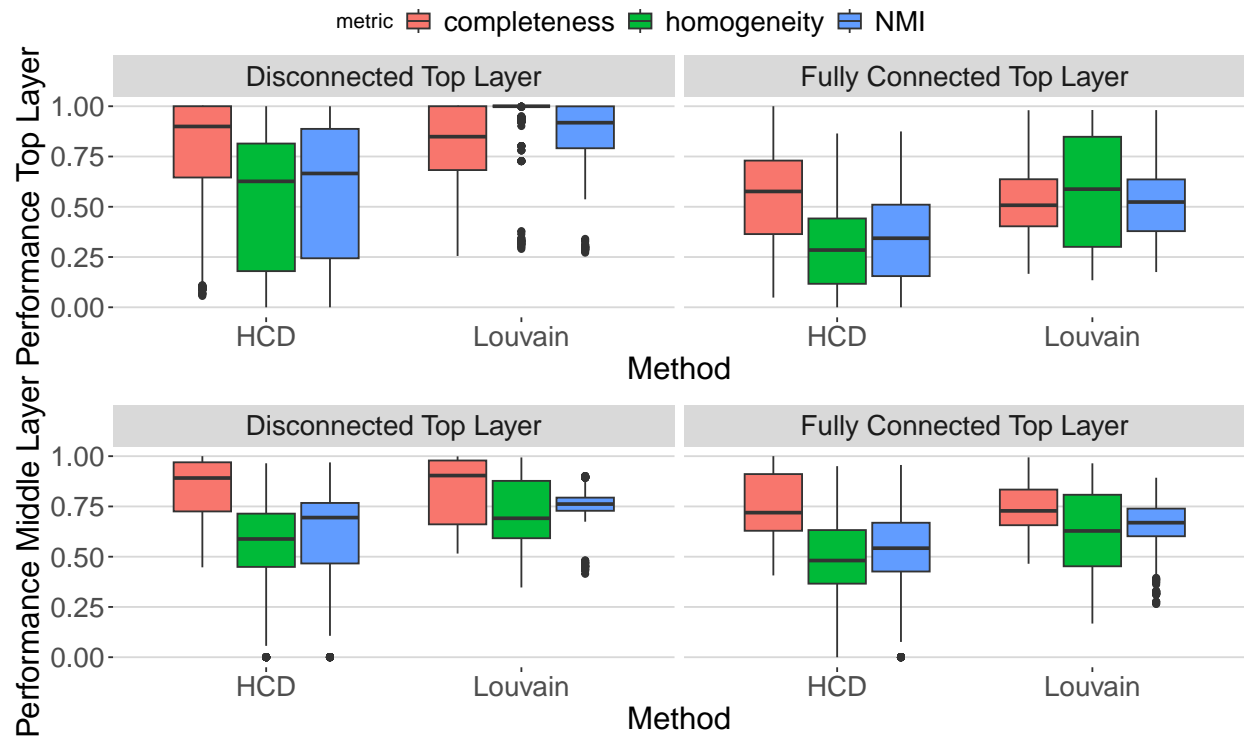 metric completeness homogeneity NMI
Performance Top Layer
Disconnected Top Layer Fully Connected Top Layer
1.00
0.75
0.50
0.25
0.00
HCD Louvain HCD Louvain
Method
Performance Middle Layer
Disconnected Top Layer Fully Connected Top Layer
1.00
0.75
0.50
0.25
0.00
HCD Louvain HCD Louvain
Method